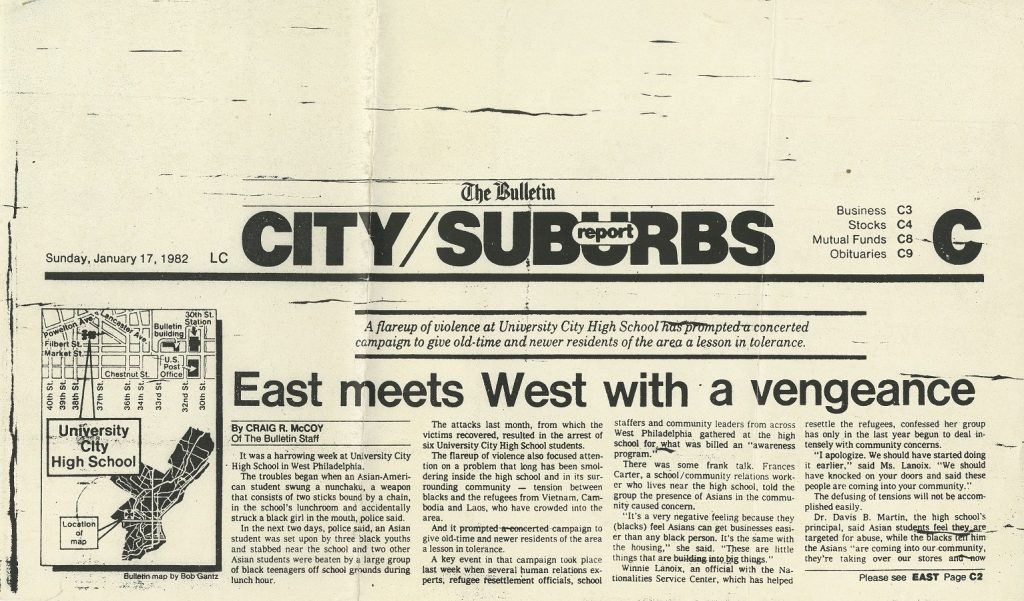 The Bulletin
CITY/SUBURBS
report
Business C3
Stocks C4
Mutual Funds C8
Obituaries C9
C
Sunday, January 17, 1982 LC
A flareup of violence at University City High School has prompted a concerted
campaign to give old-time and newer residents of the area a lesson in tolerance.
East meets West with a vengeance
Powelton Ave.
Lancaster Ave.
30th St.
Station
Bulletin
building
Filbert St.
Market St.
U.S.
Post
Office
Chestnut St.
40th St.
39th St.
38th St.
37th St.
36th St.
34th St.
33rd St.
32nd St.
30th St.
University
City
High School
Location
of
map
Bulletin map by Bob Gantz
By CRAIG R. McCOY
Of The Bulletin Staff
It was a harrowing week at University City
High School in West Philadelphia.
The troubles began when an Asian-Ameri-
can student swung a nunchaku, a weapon
that consists of two sticks bound by a chain,
in the school's lunchroom and accidentally
struck a black girl in the mouth, police said.
In the next two days, police said, an Asian
student was set upon by three black youths
and stabbed near the school and two other
Asian students were beaten by a large group
of black teenagers off school grounds during
lunch hour.
The attacks last month, from which the
victims recovered, resulted in the arrest of
six University City High School students.
The flareup of violence also focused atten-
tion on a problem that long has been smol-
dering inside the high school and in its sur-
rounding community — tension between
blacks and the refugees from Vietnam, Cam-
bodia and Laos, who have crowded into the
area.
And it prompted a concerted campaign to
give old-time and newer residents of the area
a lesson in tolerance.
A key event in that campaign took place
last week when several human relations ex-
perts, refugee resettlement officials, school
staffers and community leaders from across
West Philadelphia gathered at the high
school for what was billed an "awareness
program."
There was some frank talk. Frances
Carter, a school/community relations work-
er who lives near the high school, told the
group the presence of Asians in the commu-
nity caused concern.
"It's a very negative feeling because they
(blacks) feel Asians can get businesses easi-
er than any black person. It's the same with
the housing," she said. "These are little
things that are building into big things."
Winnie Lanoix, an official with the Na-
tionalities Service Center, which has helped
resettle the refugees, confessed her group
has only in the last year begun to deal in-
tensely with community concerns.
"I apologize. We should have started doing
it earlier," said Ms. Lanoix. "We should
have knocked on your doors and said these
people are coming into your community."
The defusing of tensions will not be accom-
plished easily.
Dr. Davis B. Martin, the high school's
principal, said Asian students feel they are
targeted for abuse, while the blacks tell him
the Asians "are coming into our community,
they're taking over our stores and now
Please see EAST Page C2